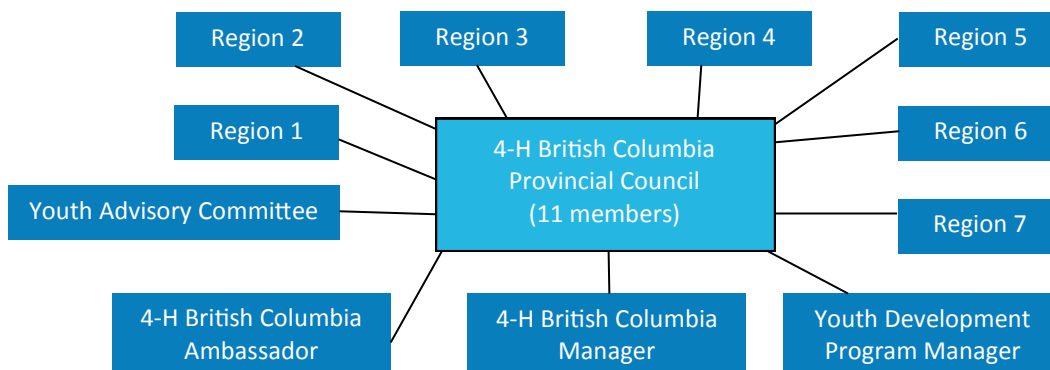 Region 2
Region 3
Region 4
Region 5
Region 1
4-H British Columbia
Provincial Council
(11 members)
Region 6
Youth Advisory Committee
Region 7
4-H British Columbia
Ambassador
4-H British Columbia
Manager
Youth Development
Program Manager